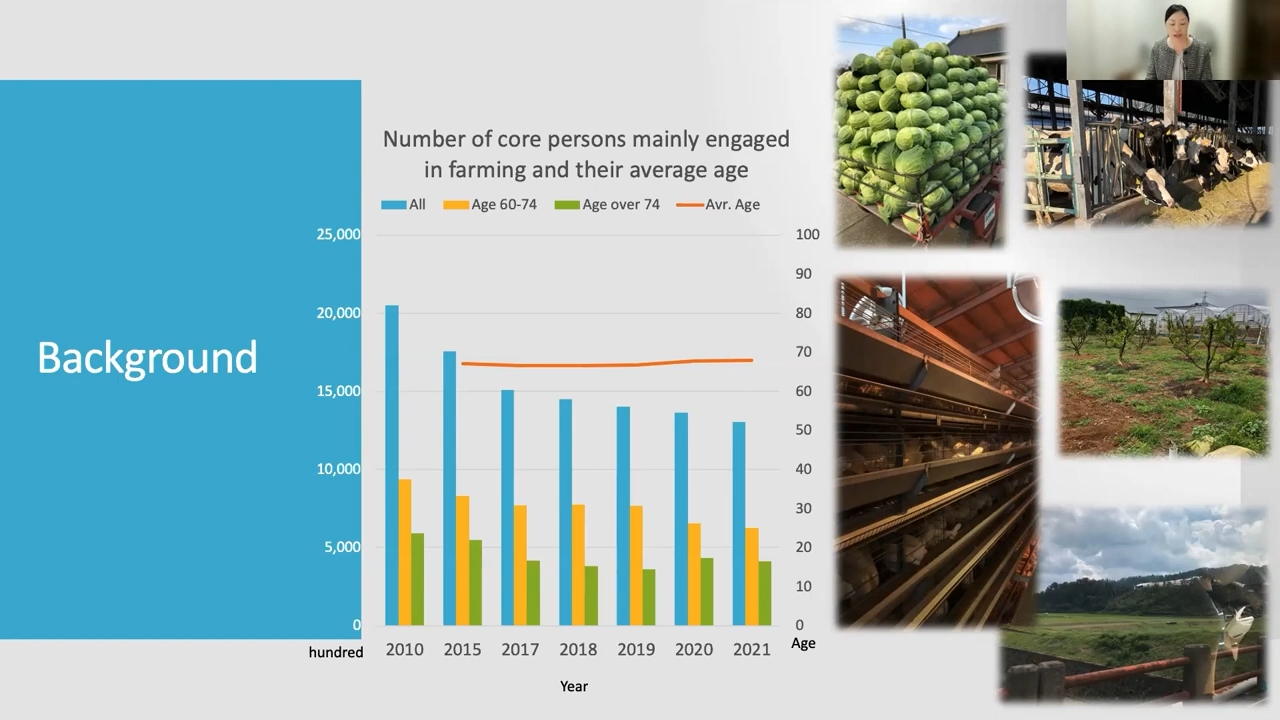 Background
Number of core persons mainly engaged
in farming and their average age
All Age 60-74 Age over 74 Avr. Age
25,000
20,000
15,000
10,000
5,000
0
hundred
100
90
80
70
60
50
40
30
20
10
0
Age
2010 2015 2017 2018 2019 2020 2021
Year